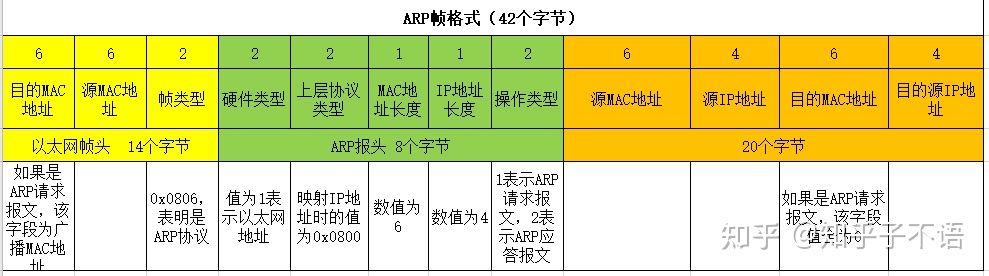 ARP帧格式（42个字节）
6 6 2 2 2 1 1 2 6 4 6 4
目的MAC
地址
源MAC地
址
帧类型
硬件类型
上层协议
类型
MAC地
址长度
IP地址
长度
操作类型
源MAC地址
源IP地址
目的MAC地址
目的源IP地
址
以太网帧头 14个字节
ARP报头 8个字节
20个字节
如果是
ARP请求
报文，该
字段为广
播MAC地
址
0x0806，
表明是
ARP协议
值为1表
示以太网
地址
映射IP地
址时的值
为0x0800
数值为
6
数值为4
1表示ARP
请求报
文，2表
示ARP应
答报文
如果是ARP请求
报文，该字段
值全为0
知乎 @知乎子不语